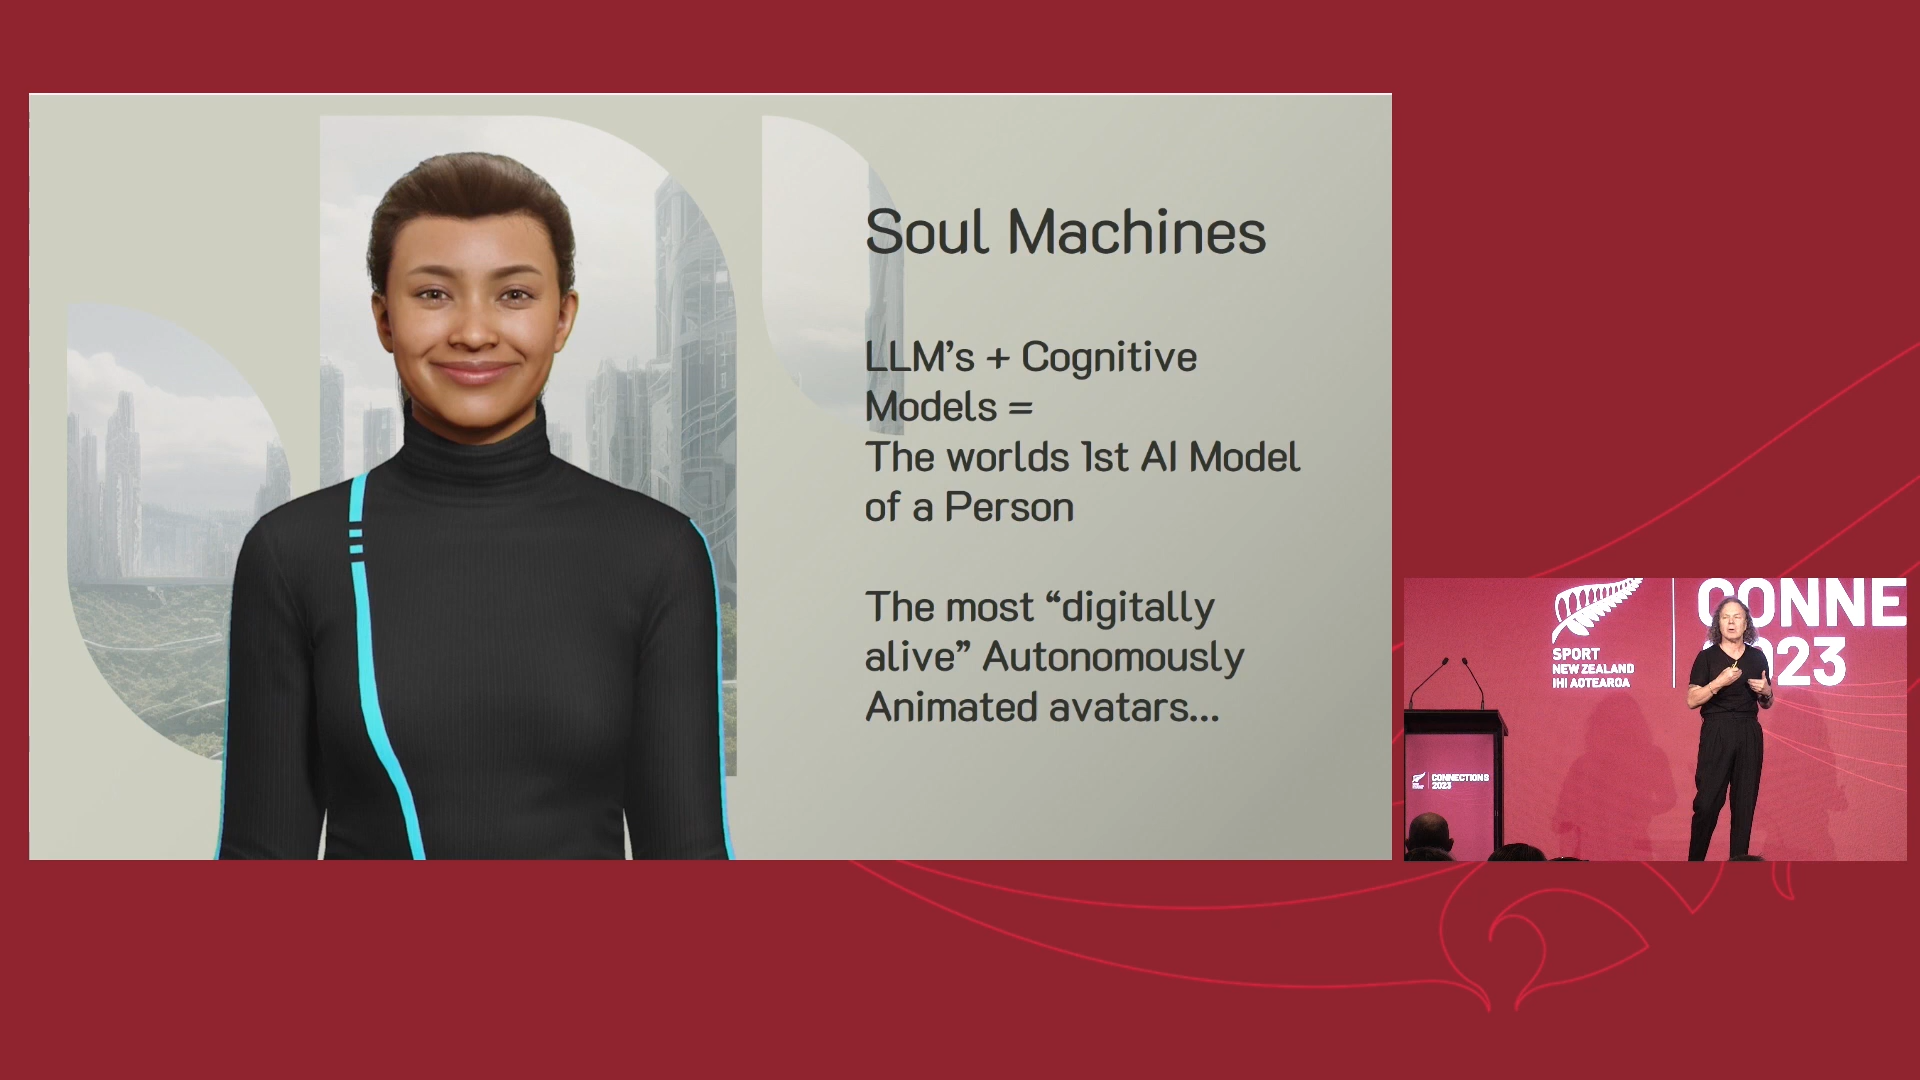 Soul Machines
LLM’s + Cognitive
Models =
The worlds 1st AI Model
of a Person
The most “digitally
alive” Autonomously
Animated avatars...
CONNE
2023
SPORT
NEW ZEALAND
IHI AOTEAROA
CONNECTIONS
2023